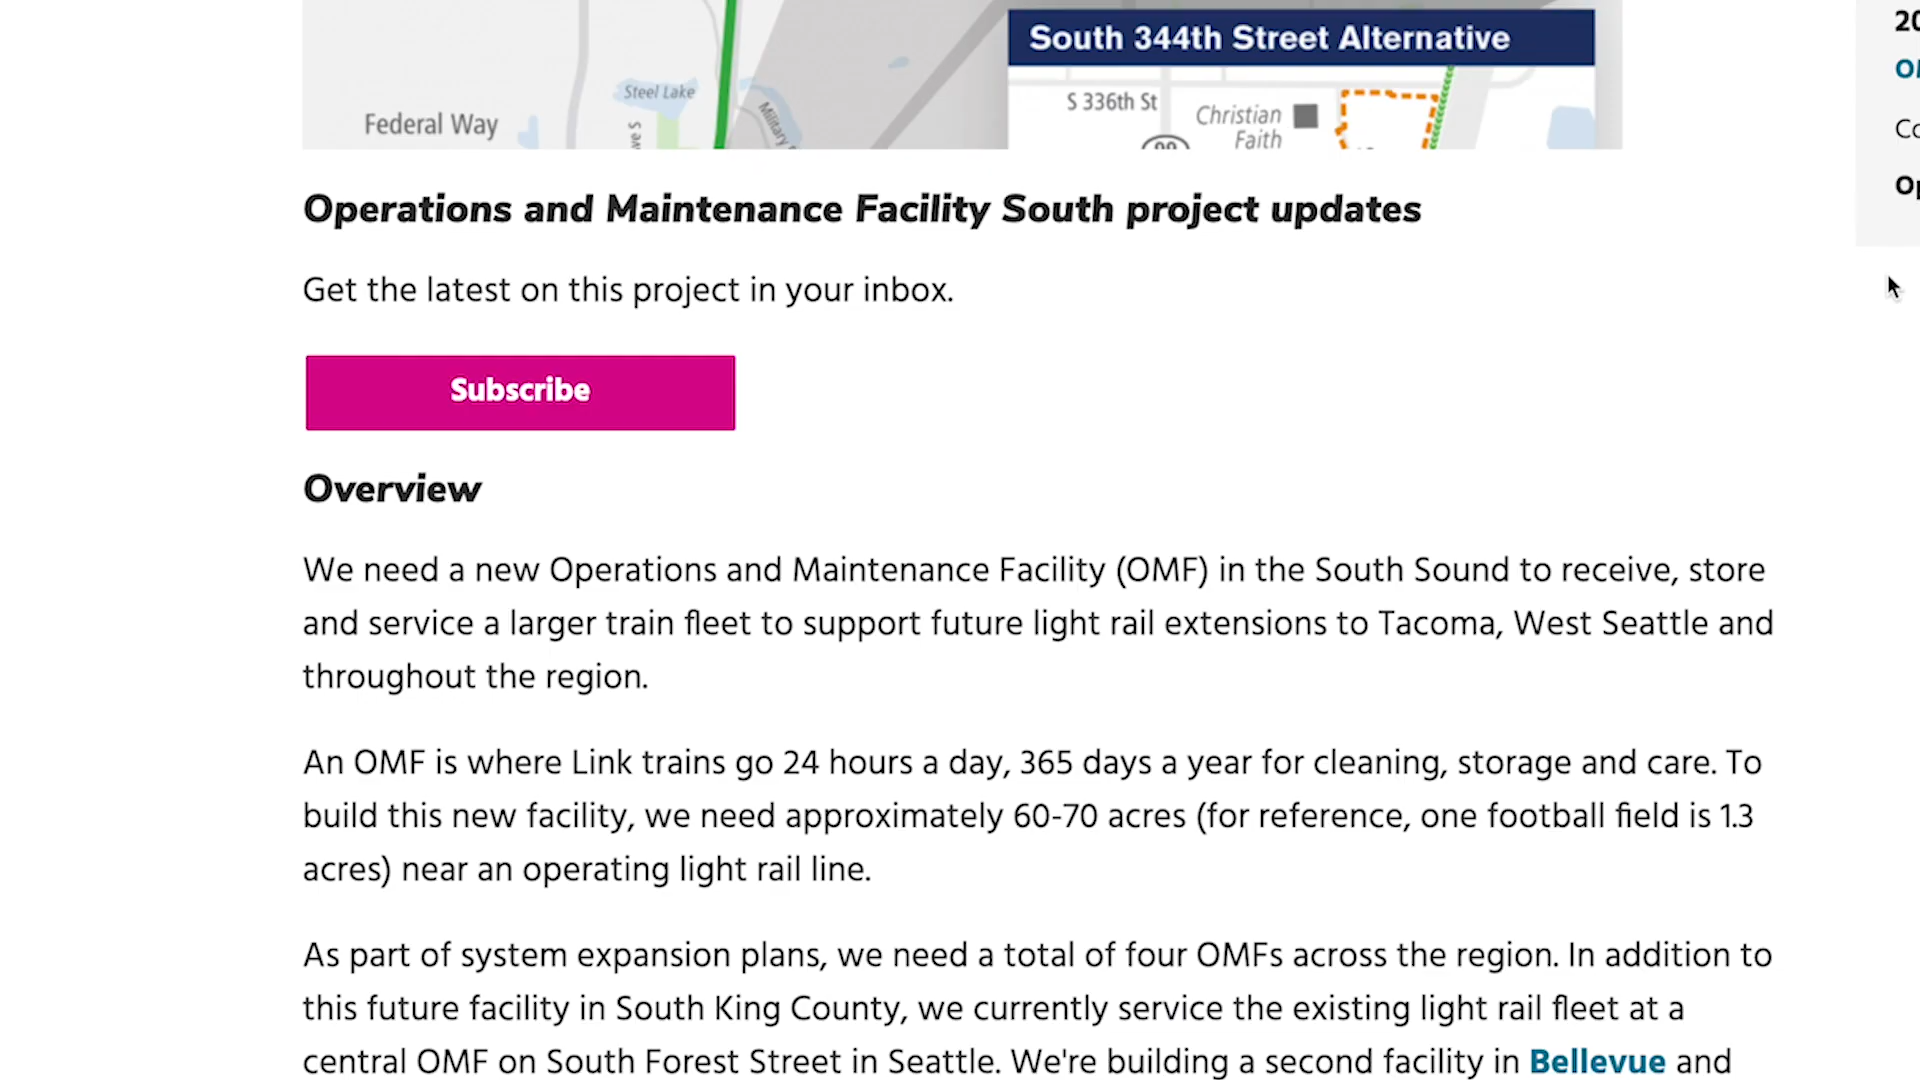 South 344th Street Alternative
Steel Lake
Federal Way
S 336th St
Christian
Faith
Military
99
Operations and Maintenance Facility South project updates
Get the latest on this project in your inbox.
Subscribe
Overview
We need a new Operations and Maintenance Facility (OMF) in the South Sound to receive, store
and service a larger train fleet to support future light rail extensions to Tacoma, West Seattle and
throughout the region.
An OMF is where Link trains go 24 hours a day, 365 days a year for cleaning, storage and care. To
build this new facility, we need approximately 60-70 acres (for reference, one football field is 1.3
acres) near an operating light rail line.
As part of system expansion plans, we need a total of four OMFs across the region. In addition to
this future facility in South King County, we currently service the existing light rail fleet at a
central OMF on South Forest Street in Seattle. We're building a second facility in Bellevue and